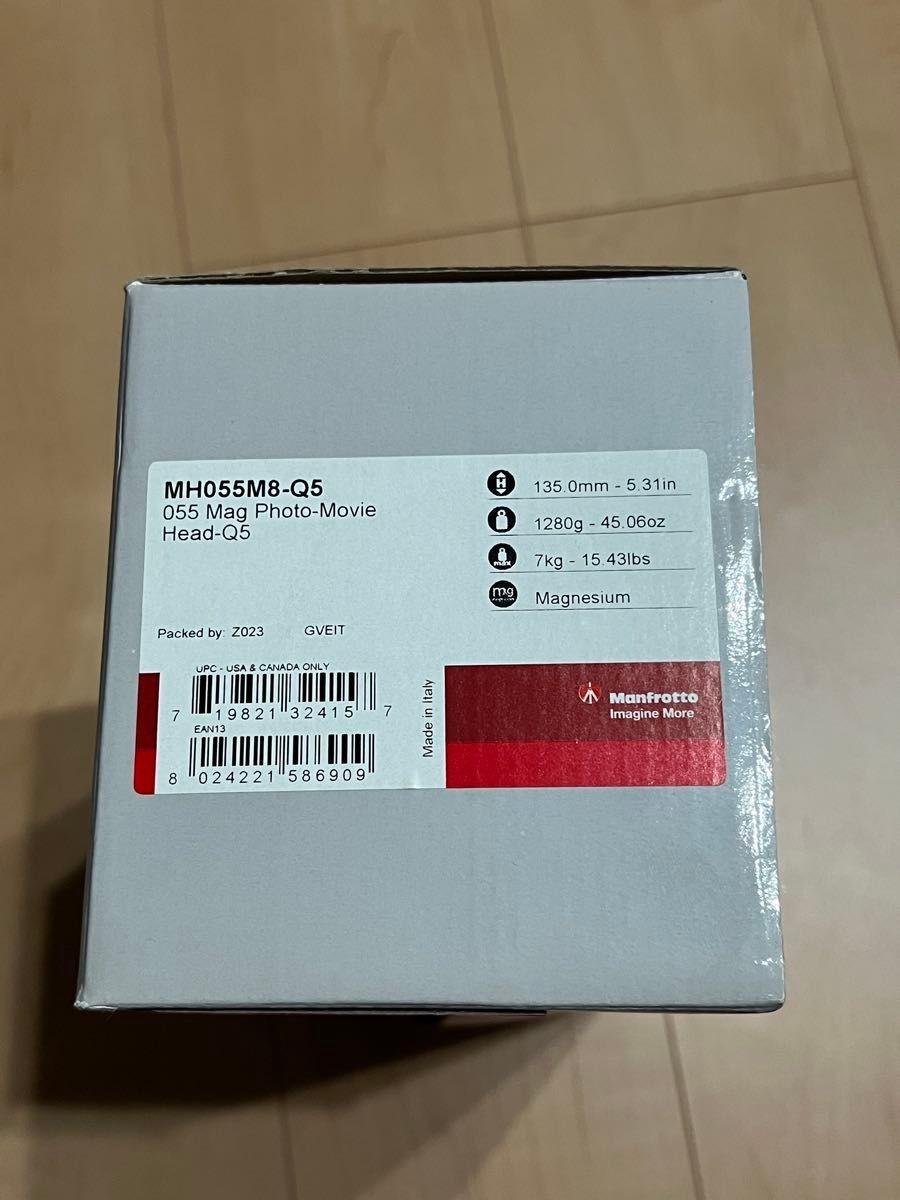 MH055M8-Q5
055 Mag Photo-Movie
Head-Q5
H
135.0mm - 5.31in
1280g - 45.06oz
max
7kg - 15.43lbs
mg
Magnesium
Packed by: Z023 GVEIT
UPC - USA & CANADA ONLY
7 19821 32415 7
EAN13
8 024221 586909
Made in Italy
Manfrotto
Imagine More